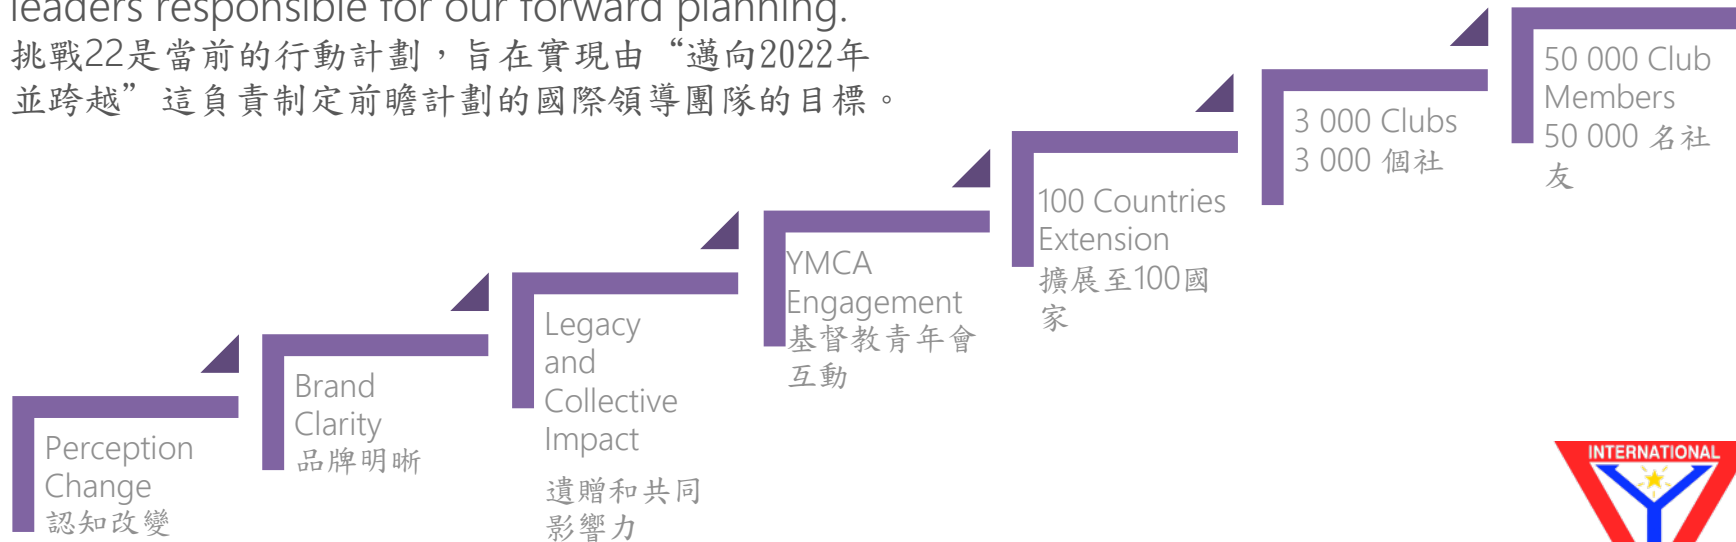 leaders responsible for our forward planning.
挑戰22是當前的行動計劃，旨在實現由“邁向2022年
並跨越”這負責制定前瞻計劃的國際領導團隊的目標。
Perception
Change
認知改變
Brand
Clarity
品牌明晰
Legacy
and
Collective
Impact
遺贈和共同
影響力
YMCA
Engagement
基督教青年會
互動
100 Countries
Extension
擴展至100國
家
3 000 Clubs
3 000 個社
50 000 Club
Members
50 000 名社
友
INTERNATIONAL